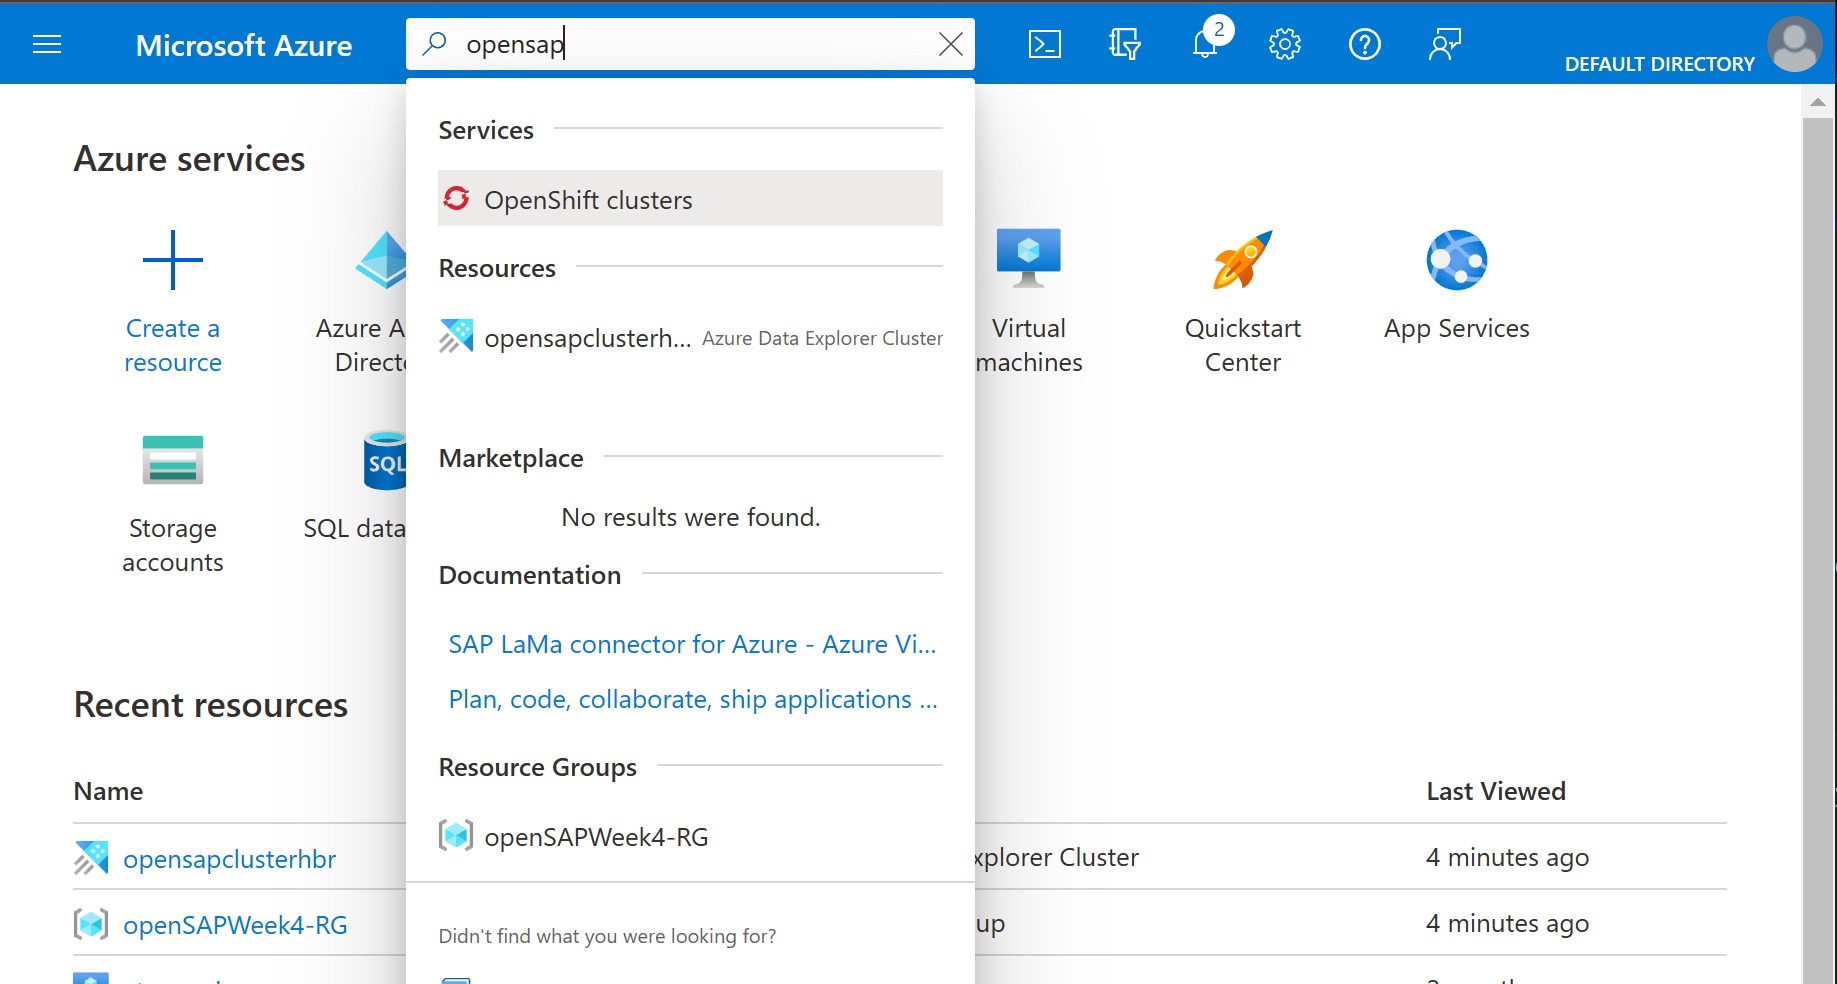 Microsoft Azure
opensap
2
DEFAULT DIRECTORY
Azure services
Create a
resource
Azure A
Directo
Storage
accounts
SQL
SQL data
Services
OpenShift clusters
Resources
opensapclusterh... Azure Data Explorer Cluster
Marketplace
No results were found.
Documentation
SAP LaMa connector for Azure - Azure Vi...
Plan, code, collaborate, ship applications ...
Resource Groups
openSAPWeek4-RG
Didn't find what you were looking for?
Virtual
machines
Quickstart
Center
App Services
Recent resources
Name
Last Viewed
opensapclusterhbr
xplorer Cluster
4 minutes ago
openSAPWeek4-RG
up
4 minutes ago